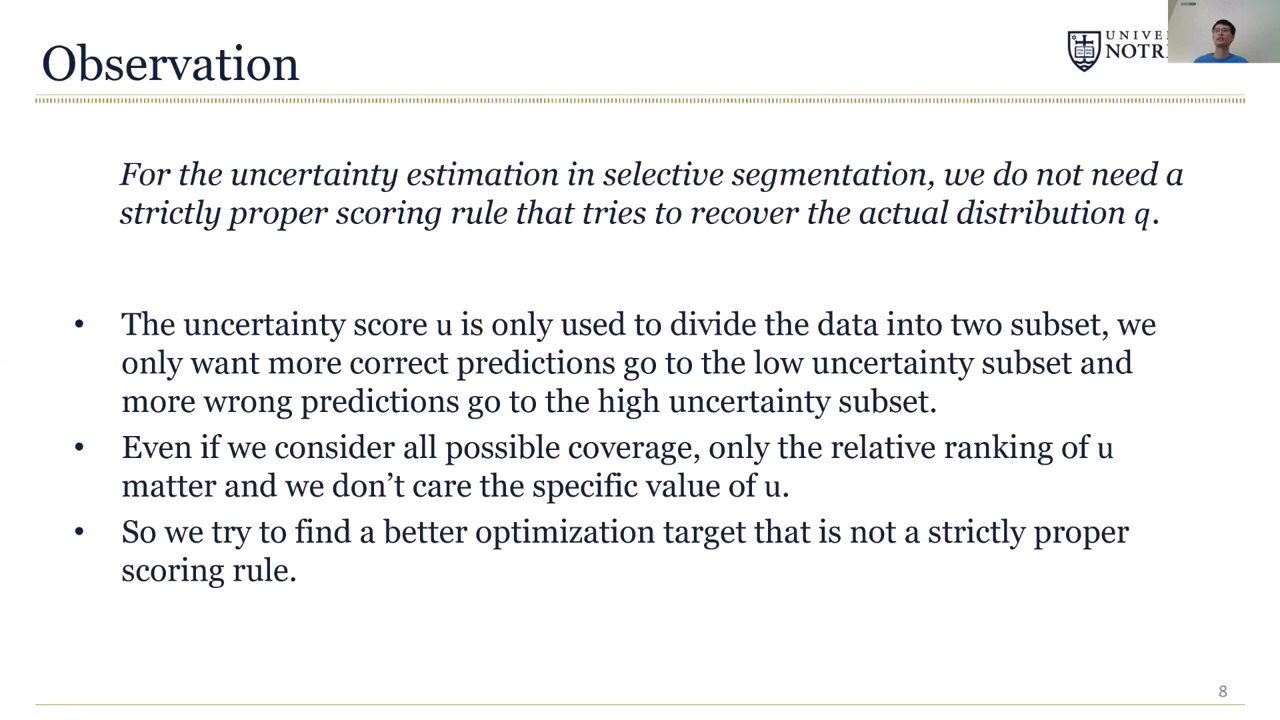 Observation
UNIVE
NOTR
For the uncertainty estimation in selective segmentation, we do not need a
strictly proper scoring rule that tries to recover the actual distribution q.
• The uncertainty score u is only used to divide the data into two subset, we
only want more correct predictions go to the low uncertainty subset and
more wrong predictions go to the high uncertainty subset.
• Even if we consider all possible coverage, only the relative ranking of u
matter and we don’t care the specific value of u.
• So we try to find a better optimization target that is not a strictly proper
scoring rule.
8